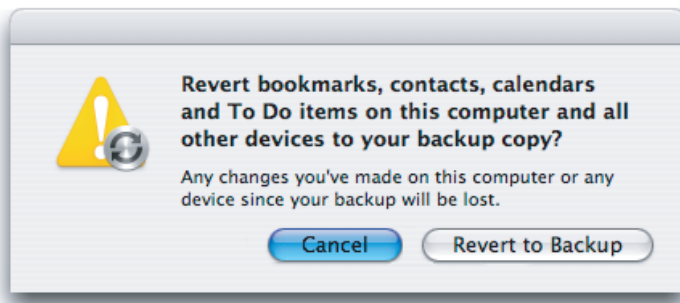 Revert bookmarks, contacts, calendars
and To Do items on this computer and all
other devices to your backup copy?
Any changes you've made on this computer or any
device since your backup will be lost.
Cancel
Revert to Backup